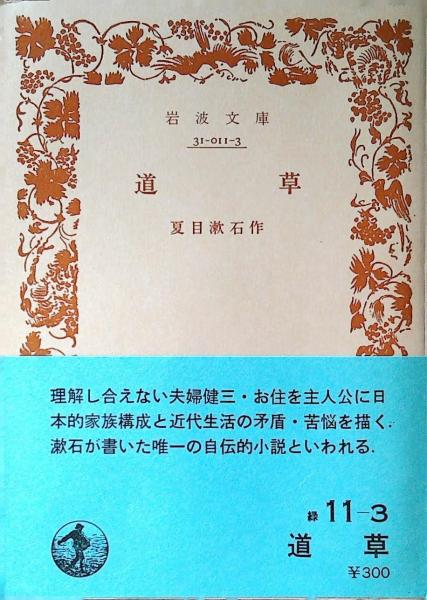 岩波文庫
31-011-3
道草
夏目漱石作
理解し合えない夫婦健三・お住を主人公に日
本的家族構成と近代生活の矛盾・苦悩を描く.
漱石が書いた唯一の自伝的小説といわれる.
緑 11-3
道草
¥300